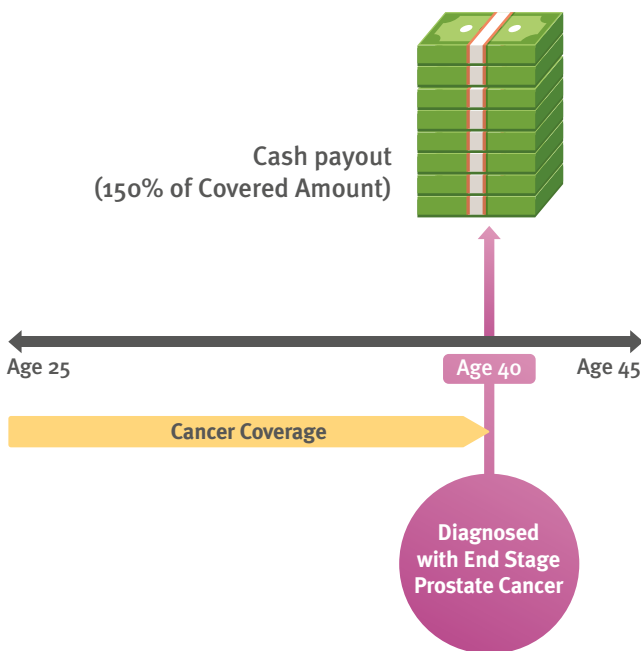 Cash payout
(150% of Covered Amount)
Age 25
Age 40
Age 45
Cancer Coverage
Diagnosed
with End Stage
Prostate Cancer